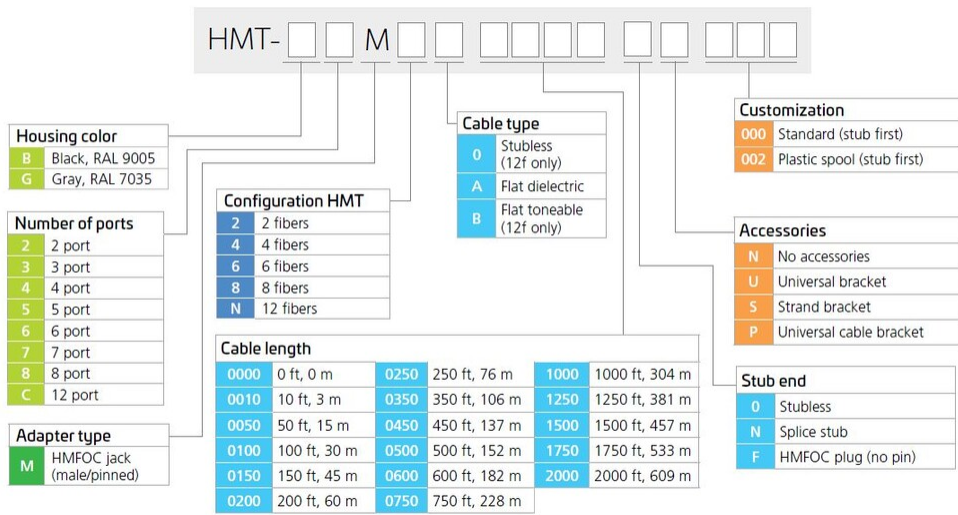 HMT- M
Housing color
B Black, RAL 9005
G Gray, RAL 7035
Number of ports
2 2 port
3 3 port
4 4 port
5 5 port
6 6 port
7 7 port
8 8 port
C 12 port
Adapter type
M HMFOC jack
(male/pinned)
Configuration HMT
2 2 fibers
4 4 fibers
6 6 fibers
8 8 fibers
N 12 fibers
Cable type
0 Stubless
(12f only)
A Flat dielectric
B Flat toneable
(12f only)
Cable length
0000 0 ft, 0 m 0250 250 ft, 76 m 1000 1000 ft, 304 m
0010 10 ft, 3 m 0350 350 ft, 106 m 1250 1250 ft, 381 m
0050 50 ft, 15 m 0450 450 ft, 137 m 1500 1500 ft, 457 m
0100 100 ft, 30 m 0500 500 ft, 152 m 1750 1750 ft, 533 m
0150 150 ft, 45 m 0600 600 ft, 182 m 2000 2000 ft, 609 m
0200 200 ft, 60 m 0750 750 ft, 228 m
Customization
000 Standard (stub first)
002 Plastic spool (stub first)
Accessories
N No accessories
U Universal bracket
S Strand bracket
P Universal cable bracket
Stub end
0 Stubless
N Splice stub
F HMFOC plug (no pin)